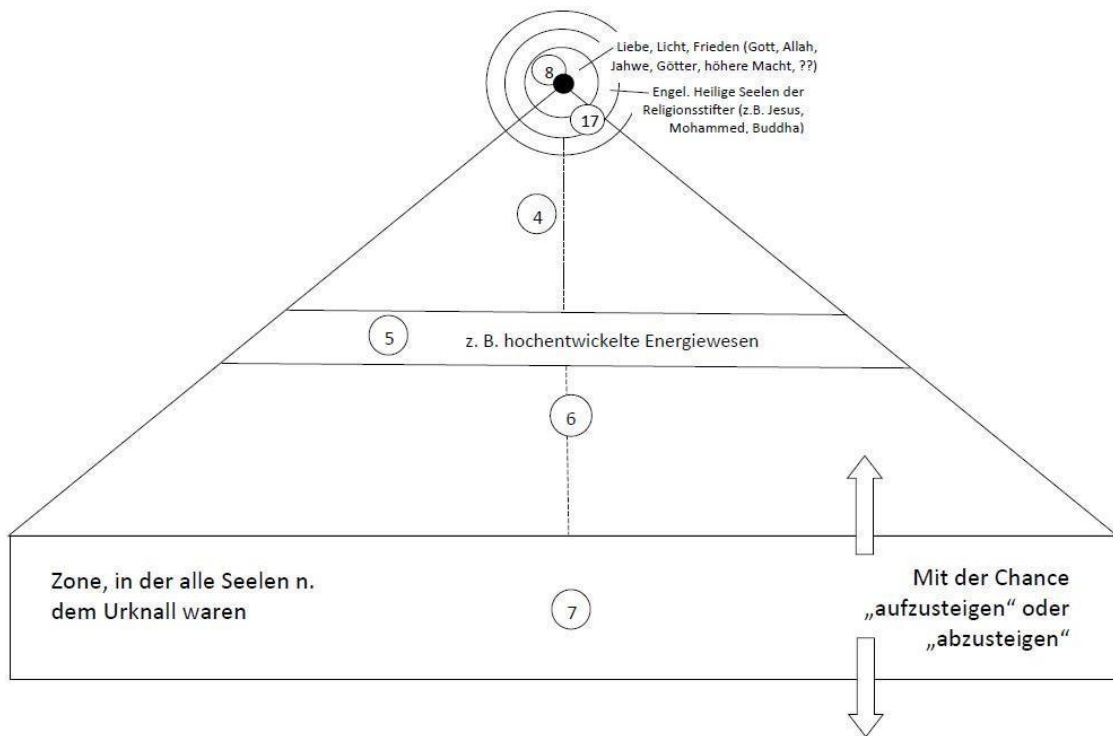 Liebe, Licht, Frieden (Gott, Allah,
Jahwe, Götter, höhere Macht, ??)
8
Engel. Heilige Seelen der
Religionsstifter (z.B. Jesus,
Mohammed, Buddha)
17
4
5
z. B. hochentwickelte Energiewesen
6
Zone, in der alle Seelen n.
dem Urknall waren
7
Mit der Chance
„aufzusteigen“ oder
„abzusteigen“